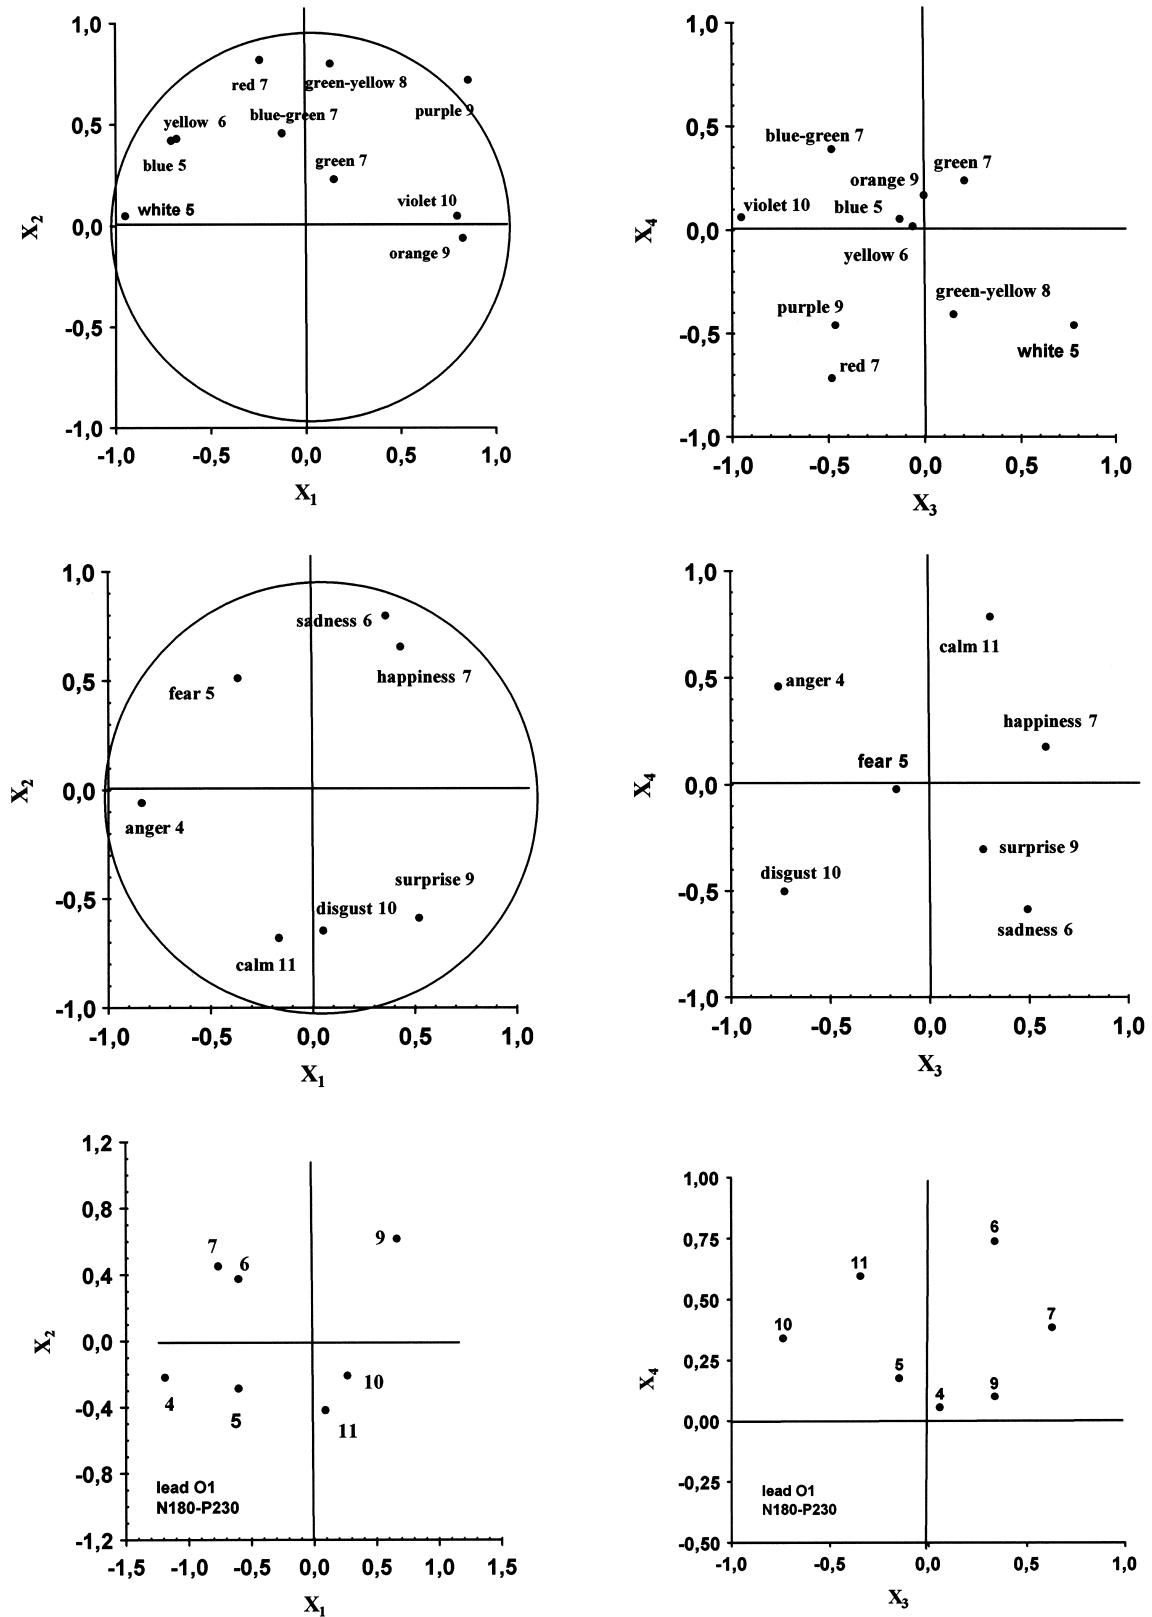 1,0
0,5
0,0
-0,5
-1,0
X2
red 7
green-yellow 8
purple 9
blue-green 7
yellow 6
blue 5
green 7
white 5
violet 10
orange 9
-1,0 -0,5 0,0 0,5 1,0
X1
1,0
0,5
0,0
-0,5
-1,0
X4
blue-green 7
green 7
orange 9
violet 10
blue 5
yellow 6
green-yellow 8
purple 9
white 5
red 7
-1,0 -0,5 0,0 0,5 1,0
X3
1,0
0,5
0,0
-0,5
-1,0
X2
sadness 6
happiness 7
fear 5
anger 4
surprise 9
disgust 10
calm 11
-1,0 -0,5 0,0 0,5 1,0
X1
1,0
0,5
0,0
-0,5
-1,0
X4
calm 11
anger 4
happiness 7
fear 5
surprise 9
disgust 10
sadness 6
-1,0 -0,5 0,0 0,5 1,0
X3
1,2
0,8
0,4
0,0
-0,4
-0,8
-1,2
X2
7
6
9
4
5
10
11
lead O1
N180-P230
-1,5 -1,0 -0,5 0,0 0,5 1,0 1,5
X1
1,00
0,75
0,50
0,25
0,00
-0,25
-0,50
X4
6
11
10
7
5
4
9
lead O1
N180-P230
-1,0 -0,5 0,0 0,5 1,0
X3